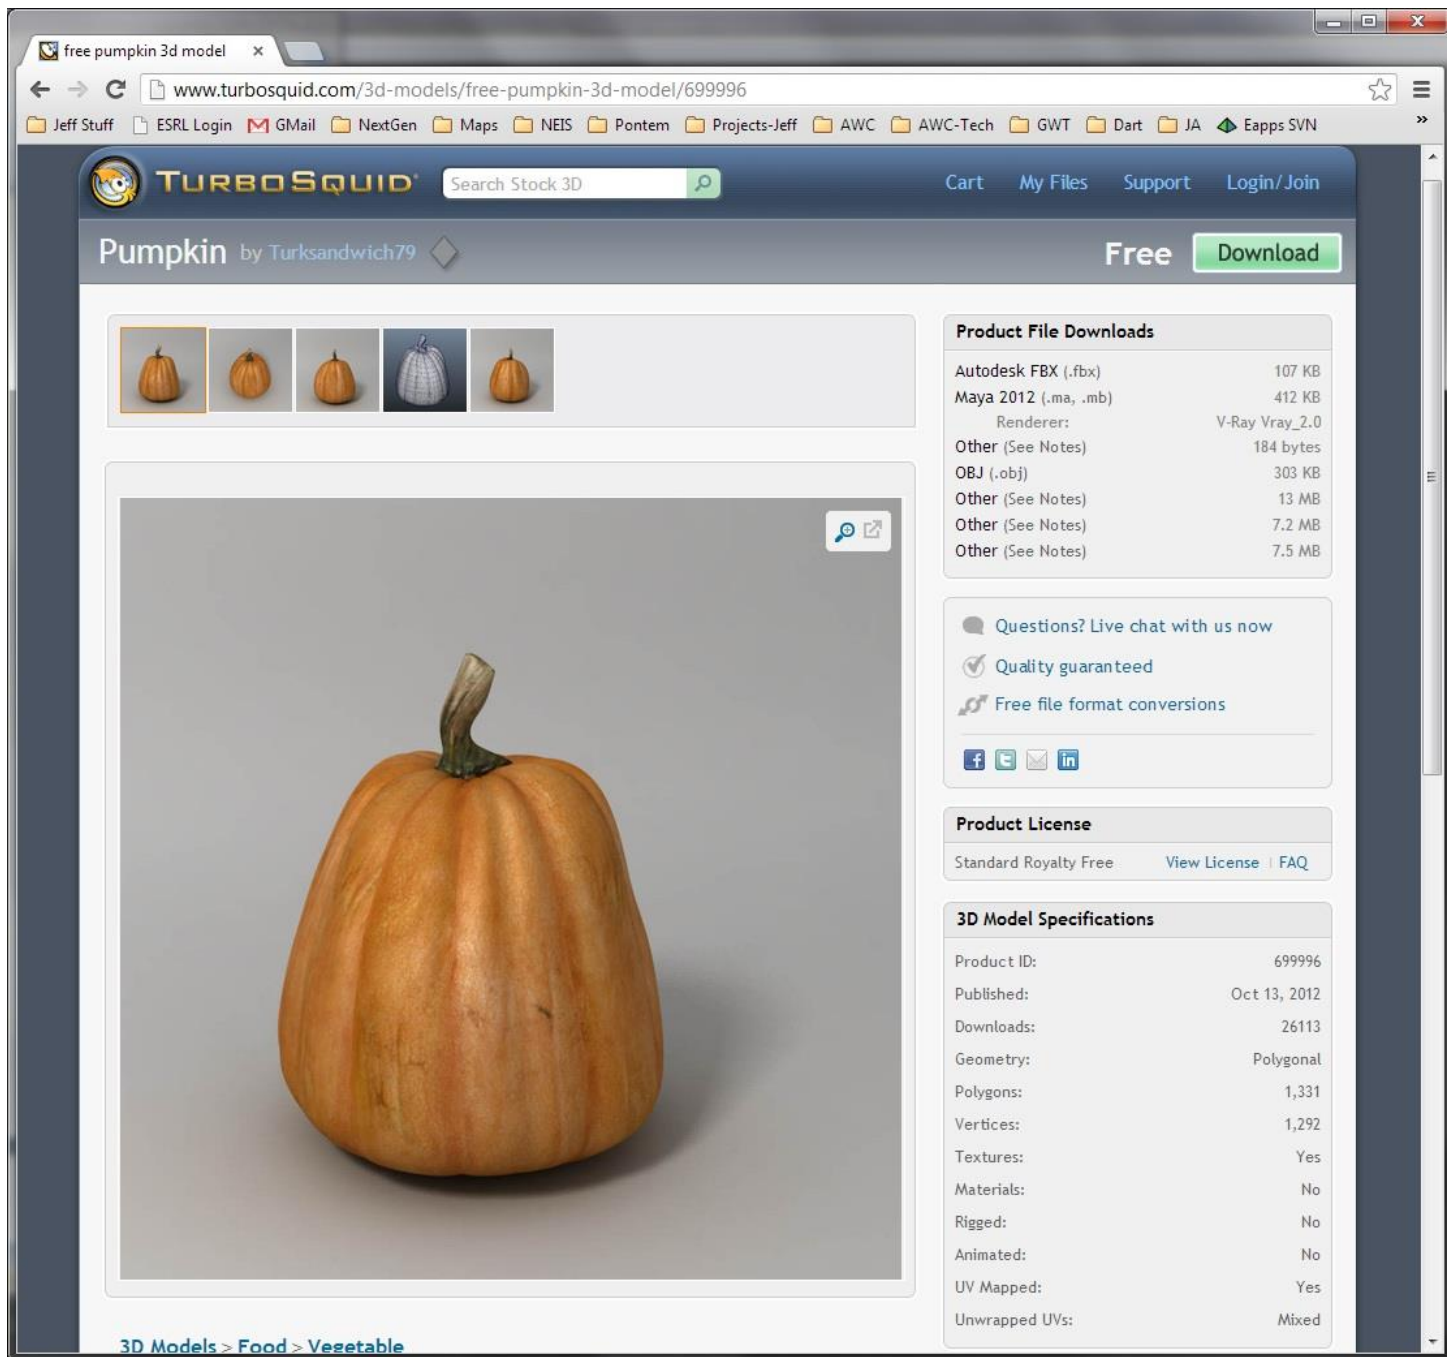 free pumpkin 3d model
www.turbosquid.com/3d-models/free-pumpkin-3d-model/699996
Jeff Stuff ESRL Login GMail NextGen Maps NEIS Pontem Projects-Jeff AWC AWC-Tech GWT Dart JA Eapps SVN »
TURBOSQUID Search Stock 3D Cart My Files Support Login/Join
Pumpkin by Turksandwich79 Free Download
Product File Downloads
Autodesk FBX (.fbx) 107 KB
Maya 2012 (.ma, .mb) 412 KB
Renderer: V-Ray Vray_2.0
Other (See Notes) 184 bytes
OBJ (.obj) 303 KB
Other (See Notes) 13 MB
Other (See Notes) 7.2 MB
Other (See Notes) 7.5 MB
Questions? Live chat with us now
Quality guaranteed
Free file format conversions
Product License
Standard Royalty Free View License | FAQ
3D Model Specifications
Product ID: 699996
Published: Oct 13, 2012
Downloads: 26113
Geometry: Polygonal
Polygons: 1,331
Vertices: 1,292
Textures: Yes
Materials: No
Rigged: No
Animated: No
UV Mapped: Yes
Unwrapped UVs: Mixed
3D Models > Food > Vegetable